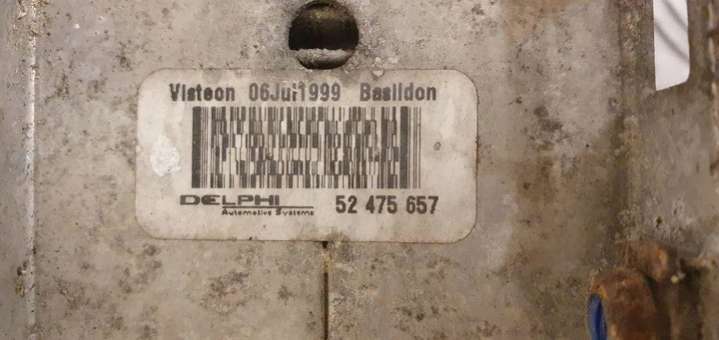 Visteon 06Jul1999 Basildon
DELPHI
Automotive Systems
52 475 657